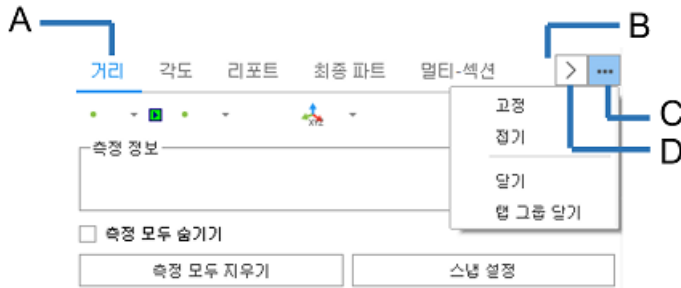 A
B
거리 각도 리포트 최종 파트 멀티-섹션 > ...
고정
C
XYZ
접기
D
측정 정보
닫기
탭 그룹 닫기
측정 모두 숨기기
측정 모두 지우기 스냅 설정